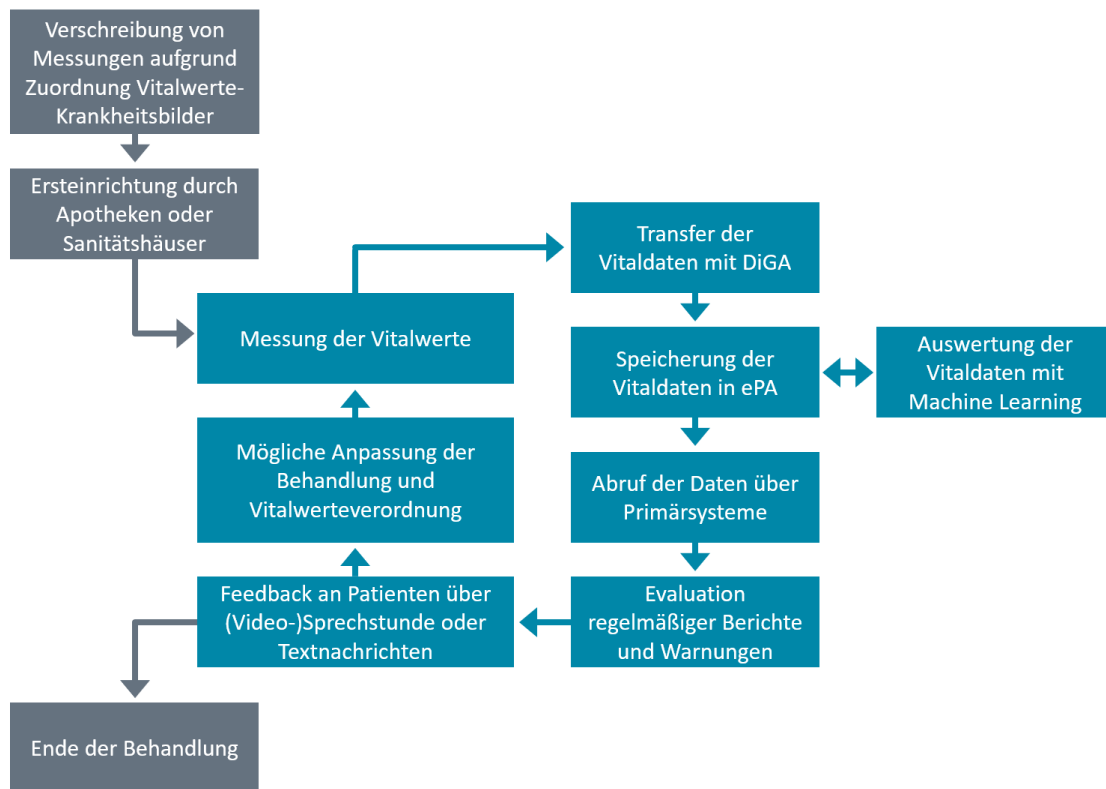 Verschreibung von
Messungen aufgrund
Zuordnung Vitalwerte-
Krankheitsbilder
Ersteinrichtung durch
Apotheken oder
Sanitätshäuser
Messung der Vitalwerte
Transfer der
Vitaldaten mit DiGA
Speicherung der
Vitaldaten in ePA
Auswertung der
Vitaldaten mit
Machine Learning
Abruf der Daten über
Primärsysteme
Evaluation
regelmäßiger Berichte
und Warnungen
Feedback an Patienten über
(Video-)Sprechstunde oder
Textnachrichten
Mögliche Anpassung der
Behandlung und
Vitalwerteverordnung
Ende der Behandlung